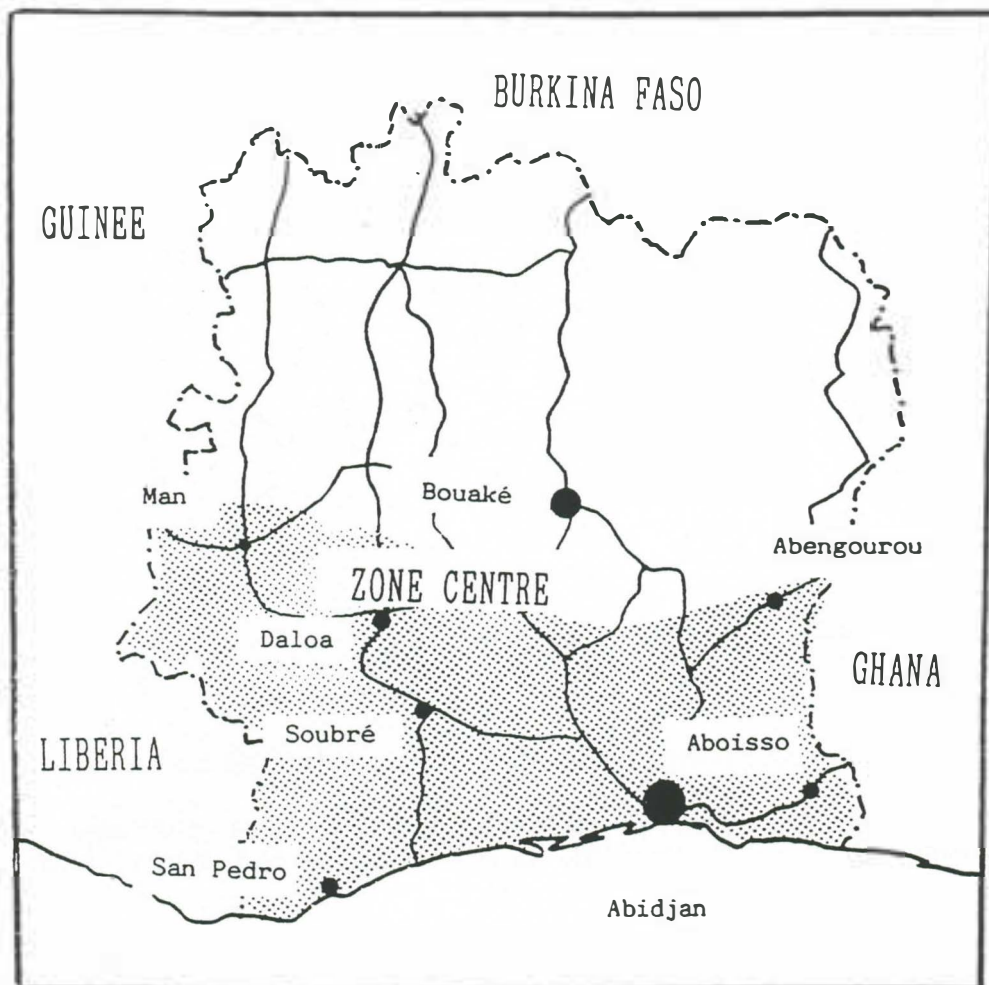 BURKINA FASO
GUINEE
Man
Bouaké
Abengourou
ZONE CENTRE
Daloa
GHANA
Soubré
Aboisso
LIBERIA
San Pedro
Abidjan